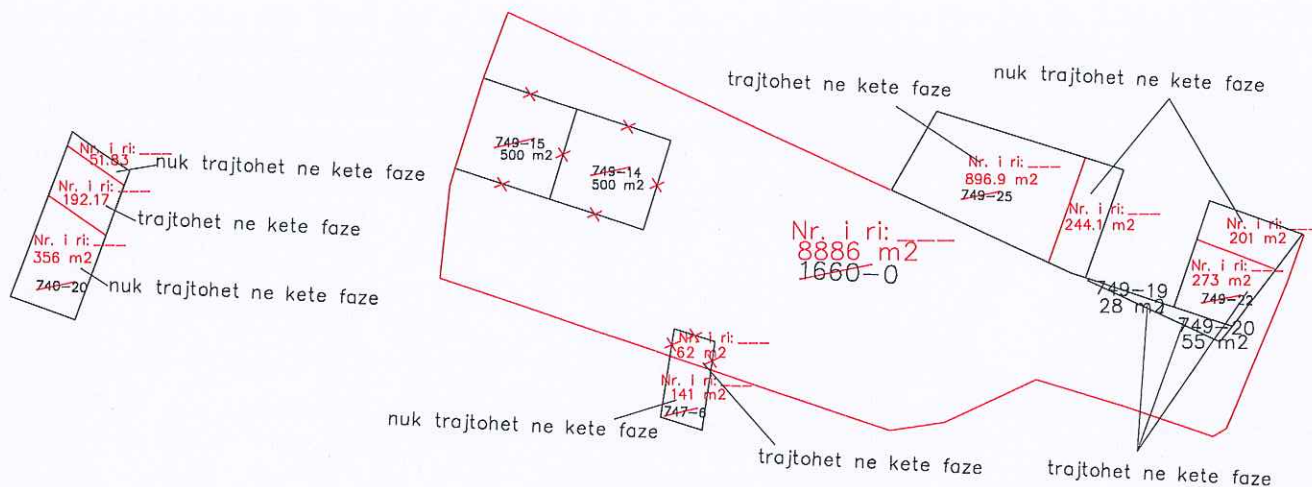 Nr. i ri:___
51.83
nuk trajtohet ne kete faze
Nr. i ri:___
192.17
trajtohet ne kete faze
Nr. i ri:___
356 m2
740-20
nuk trajtohet ne kete faze
749-15
500 m2
749-14
500 m2
trajtohet ne kete faze
nuk trajtohet ne kete faze
Nr. i ri:___
896.9 m2
749-25
Nr. i ri:___
244.1 m2
Nr. i ri:___
201 m2
Nr. i ri:___
273 m2
749-22
Nr. i ri:___
8886 m2
1660-0
749-19
28 m2
749-20
55 m2
Nr. i ri:___
62 m2
Nr. i ri:___
141 m2
747-6
nuk trajtohet ne kete faze
trajtohet ne kete faze
trajtohet ne kete faze